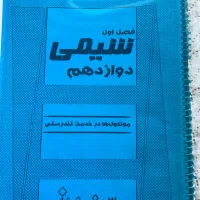 فصل اول
شیمی
دوازدهم
مولکول‌ها در خدمت تندرستی